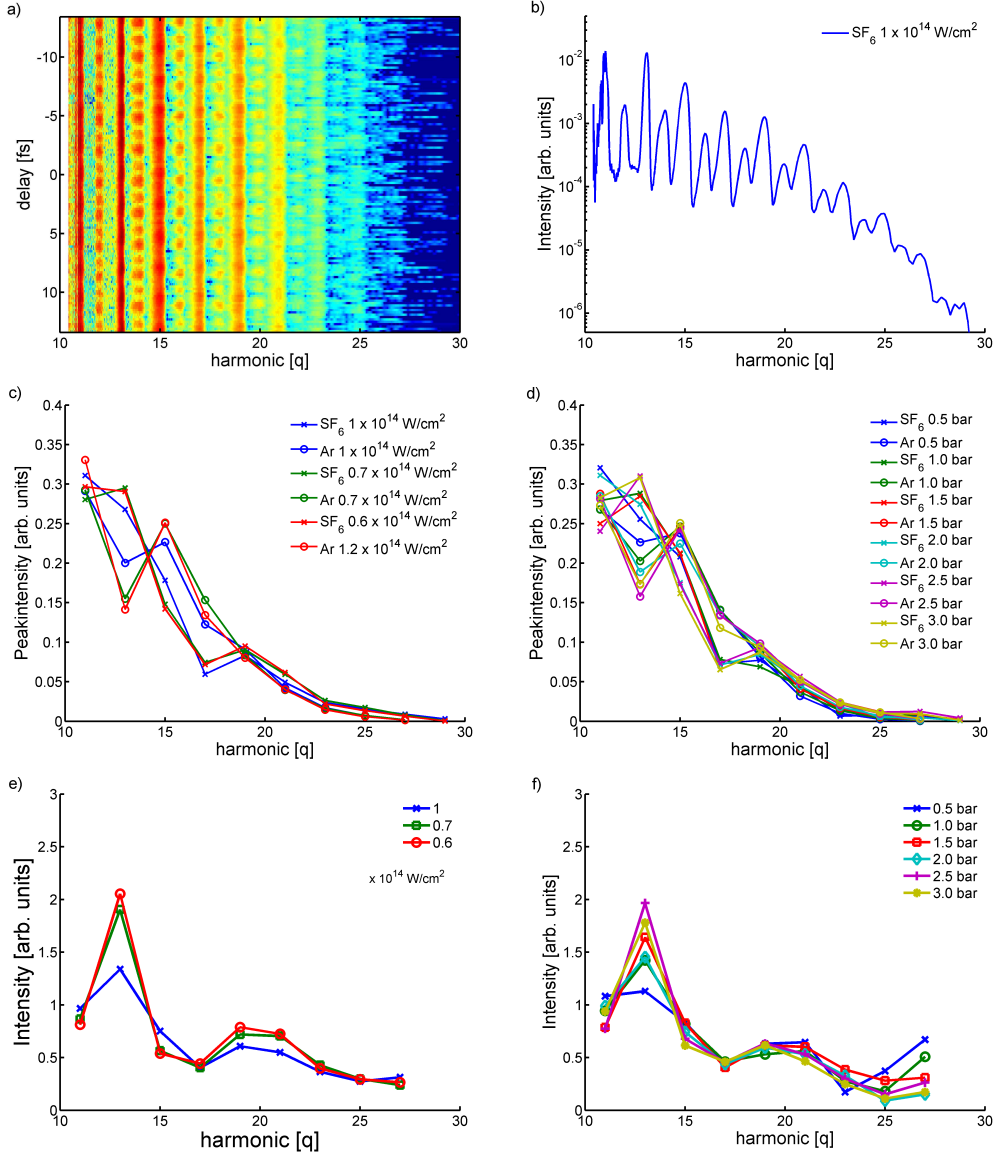 a)
-10
-5
0
5
10
delay [fs]
10 15 20 25 30
harmonic [q]
b)
SF6 1 x 10^14 W/cm^2
10^-2
10^-3
10^-4
10^-5
10^-6
Intensity [arb. units]
10 15 20 25 30
harmonic [q]
c)
0.4
0.35
0.3
0.25
0.2
0.15
0.1
0.05
0
Peakintensity [arb. units]
SF6 1 x 10^14 W/cm^2
Ar 1 x 10^14 W/cm^2
SF6 0.7 x 10^14 W/cm^2
Ar 0.7 x 10^14 W/cm^2
SF6 0.6 x 10^14 W/cm^2
Ar 1.2 x 10^14 W/cm^2
10 15 20 25 30
harmonic [q]
d)
0.4
0.35
0.3
0.25
0.2
0.15
0.1
0.05
0
Peakintensity [arb. units]
SF6 0.5 bar
Ar 0.5 bar
SF6 1.0 bar
Ar 1.0 bar
SF6 1.5 bar
Ar 1.5 bar
SF6 2.0 bar
Ar 2.0 bar
SF6 2.5 bar
Ar 2.5 bar
SF6 3.0 bar
Ar 3.0 bar
10 15 20 25 30
harmonic [q]
e)
3
2.5
2
1.5
1
0.5
0
Intensity [arb. units]
1
0.7
0.6
x 10^14 W/cm^2
10 15 20 25 30
harmonic [q]
f)
3
2.5
2
1.5
1
0.5
0
Intensity [arb. units]
0.5 bar
1.0 bar
1.5 bar
2.0 bar
2.5 bar
3.0 bar
10 15 20 25 30
harmonic [q]